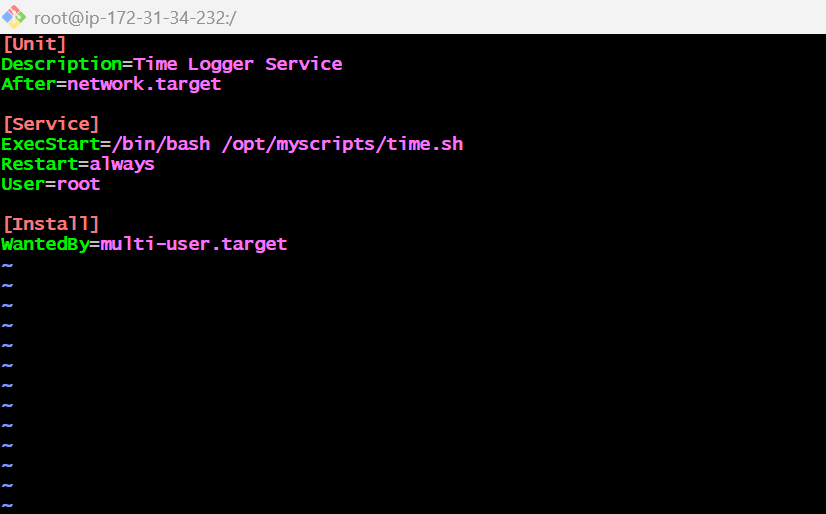 root@ip-172-31-34-232:/
[Unit]
Description=Time Logger Service
After=network.target

[Service]
ExecStart=/bin/bash /opt/myscripts/time.sh
Restart=always
User=root

[Install]
WantedBy=multi-user.target
~
~
~
~
~
~
~
~
~
~
~
~
~